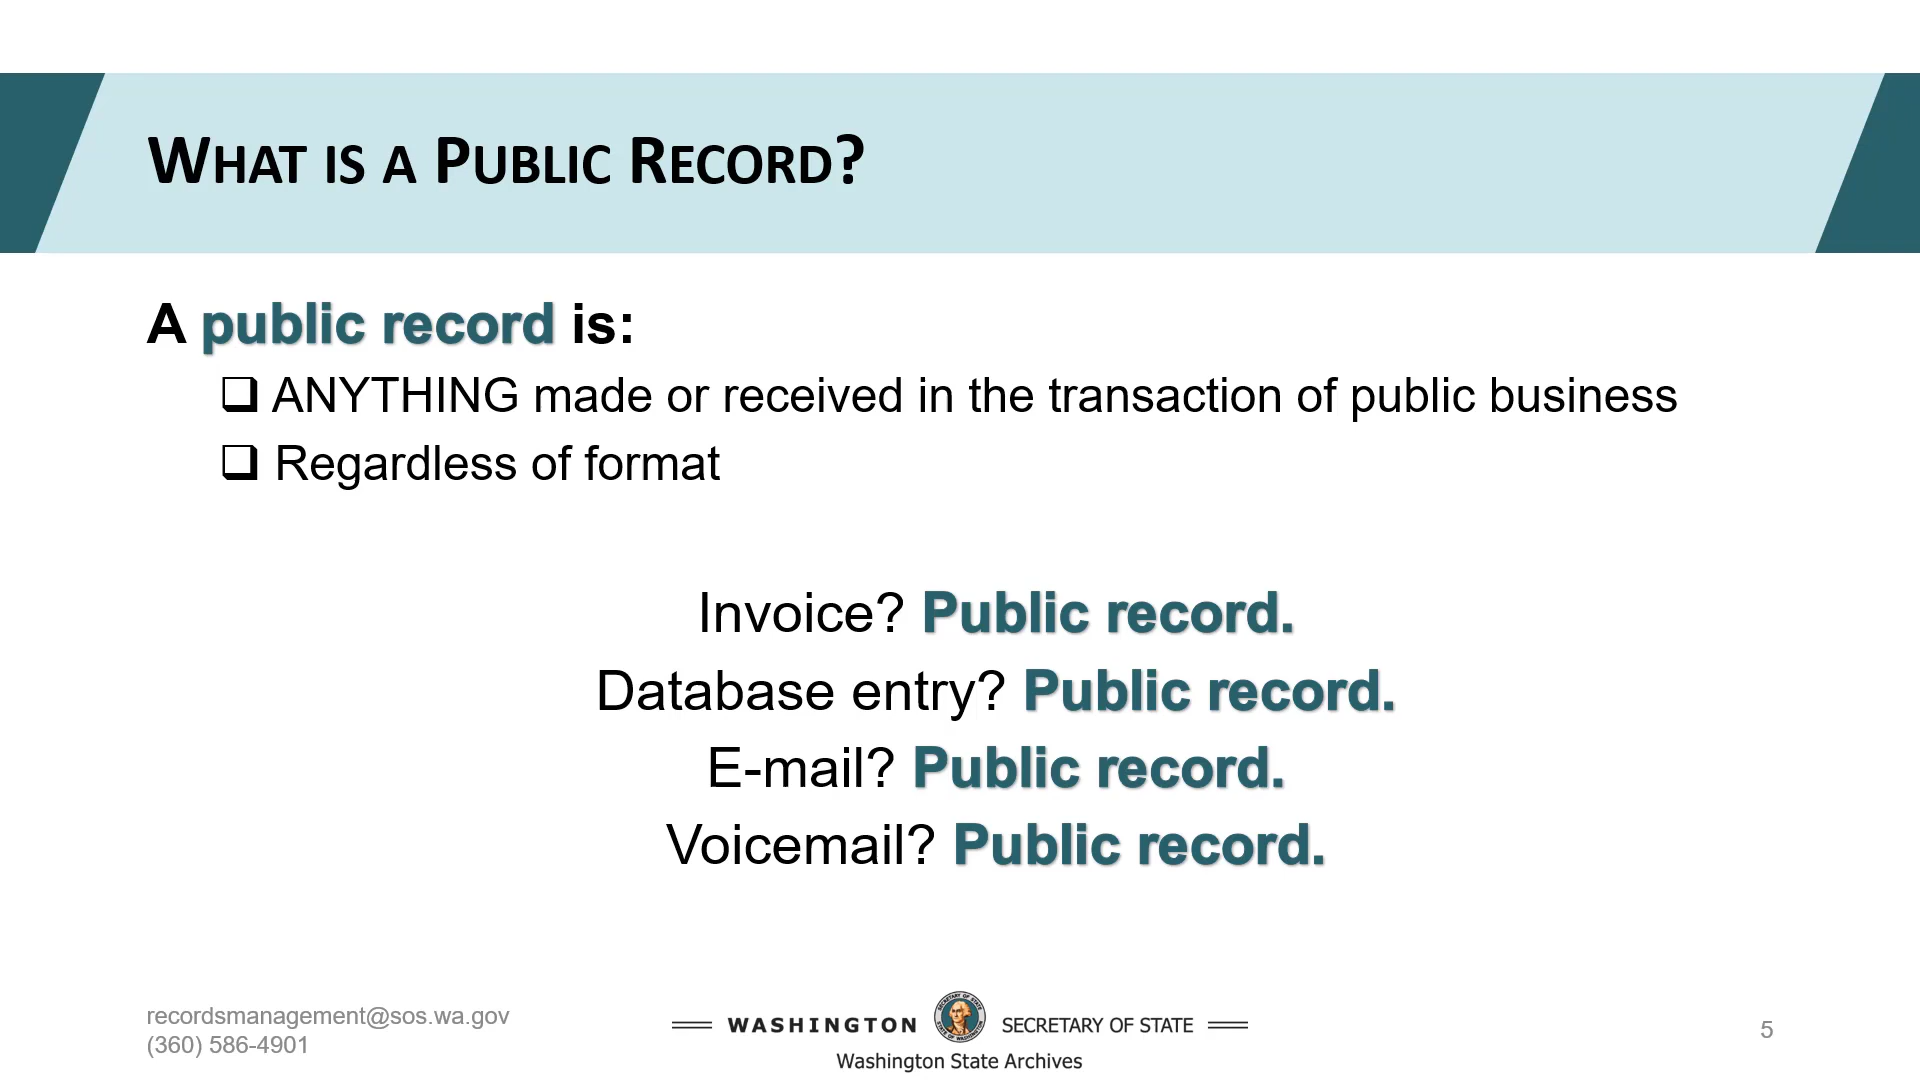 WHAT IS A PUBLIC RECORD?
A public record is:
❑ ANYTHING made or received in the transaction of public business
❑ Regardless of format
Invoice? Public record.
Database entry? Public record.
E-mail? Public record.
Voicemail? Public record.
recordsmanagement@sos.wa.gov
(360) 586-4901
WASHINGTON SECRETARY OF STATE
Washington State Archives
5